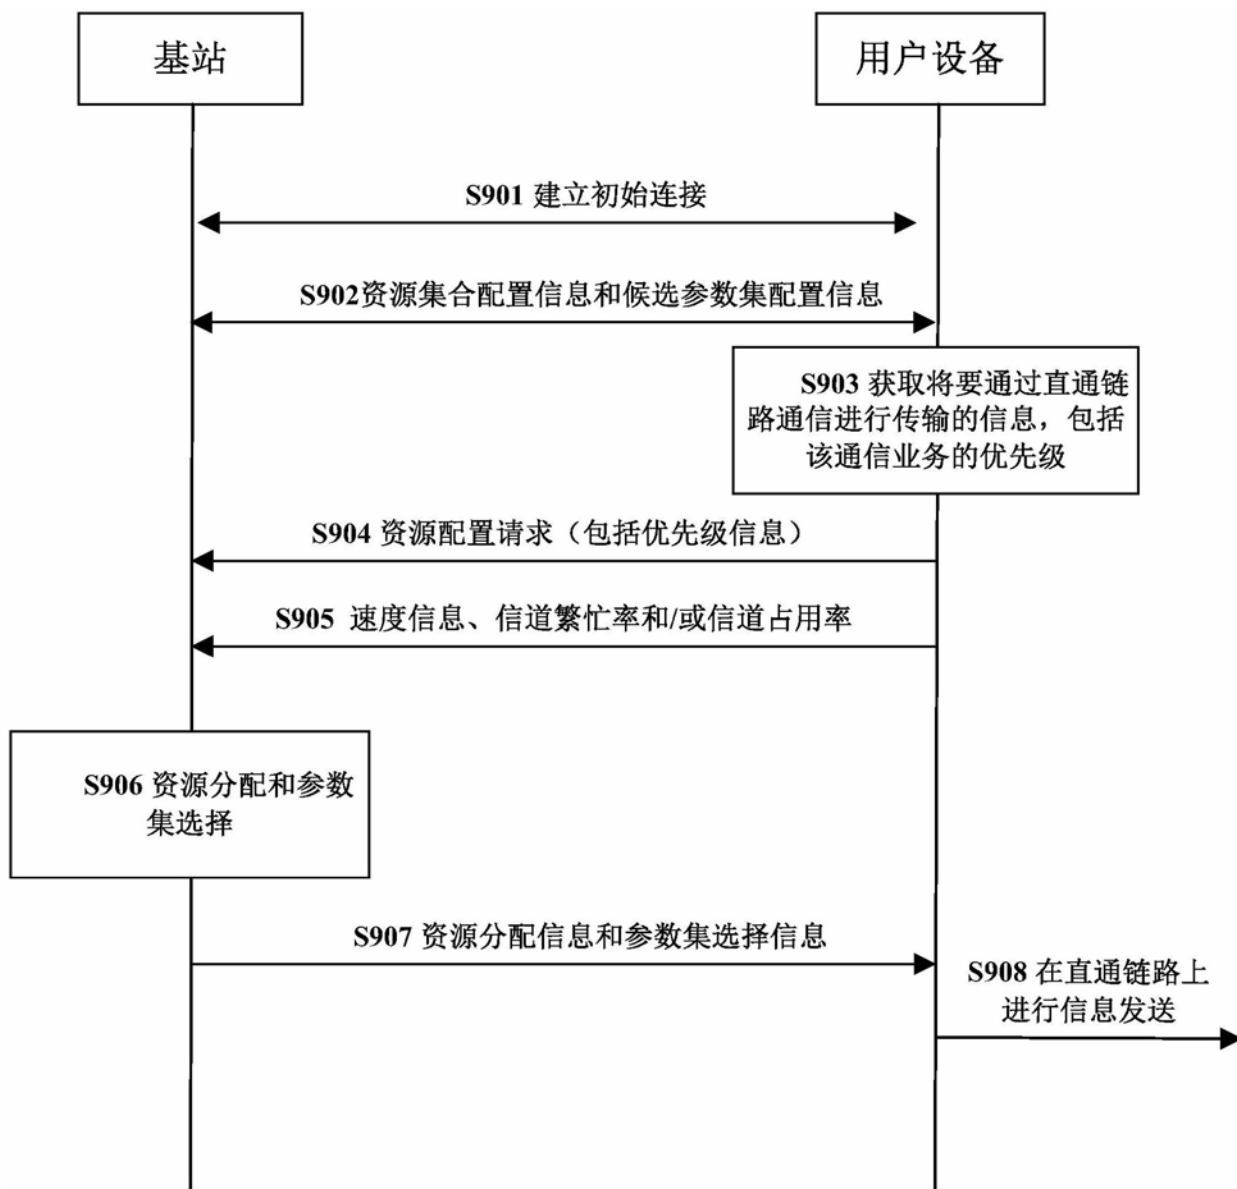 基站
用户设备
S901 建立初始连接
S902资源集合配置信息和候选参数集配置信息
S903 获取将要通过直通链
路通信进行传输的信息，包括
该通信业务的优先级
S904 资源配置请求（包括优先级信息）
S905 速度信息、信道繁忙率和/或信道占用率
S906 资源分配和参数
集选择
S907 资源分配信息和参数集选择信息
S908 在直通链路上
进行信息发送